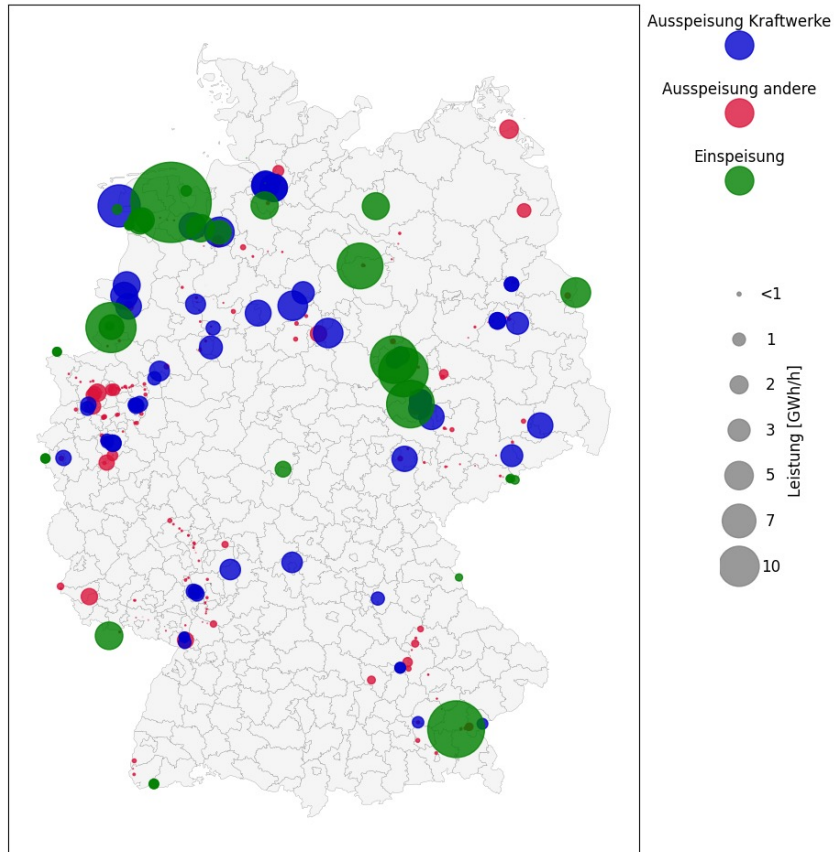 Ausspeisung Kraftwerke
Ausspeisung andere
Einspeisung
<1
1
2
3
5
7
10
Leistung [GWh/h]